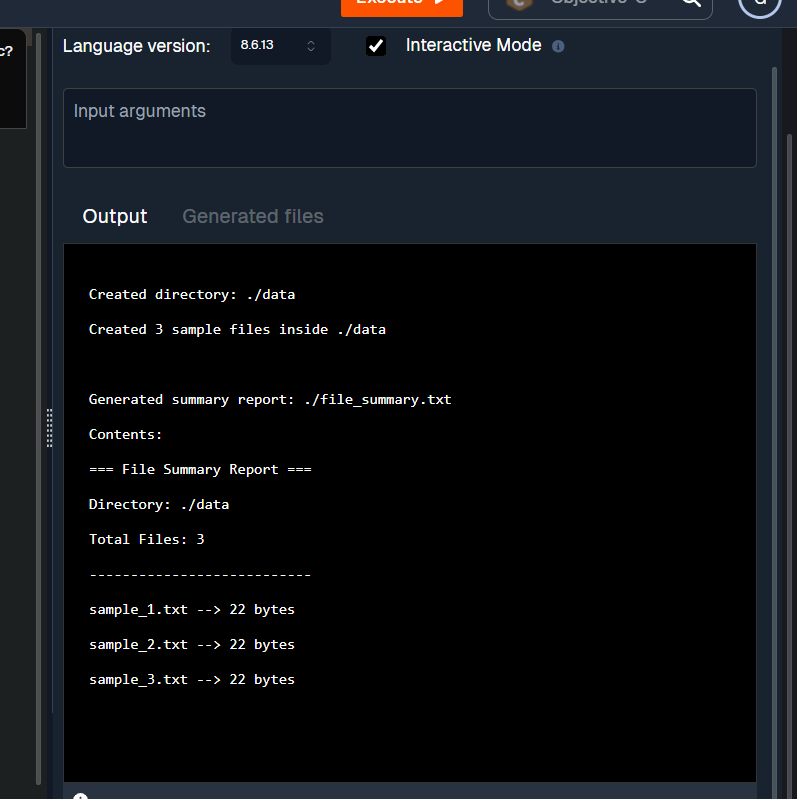 Execute
Objective-C
c?
Language version:
8.6.13
Interactive Mode
Input arguments
Output
Generated files
Created directory: ./data
Created 3 sample files inside ./data
Generated summary report: ./file_summary.txt
Contents:
=== File Summary Report ===
Directory: ./data
Total Files: 3
---------------------------
sample_1.txt --> 22 bytes
sample_2.txt --> 22 bytes
sample_3.txt --> 22 bytes